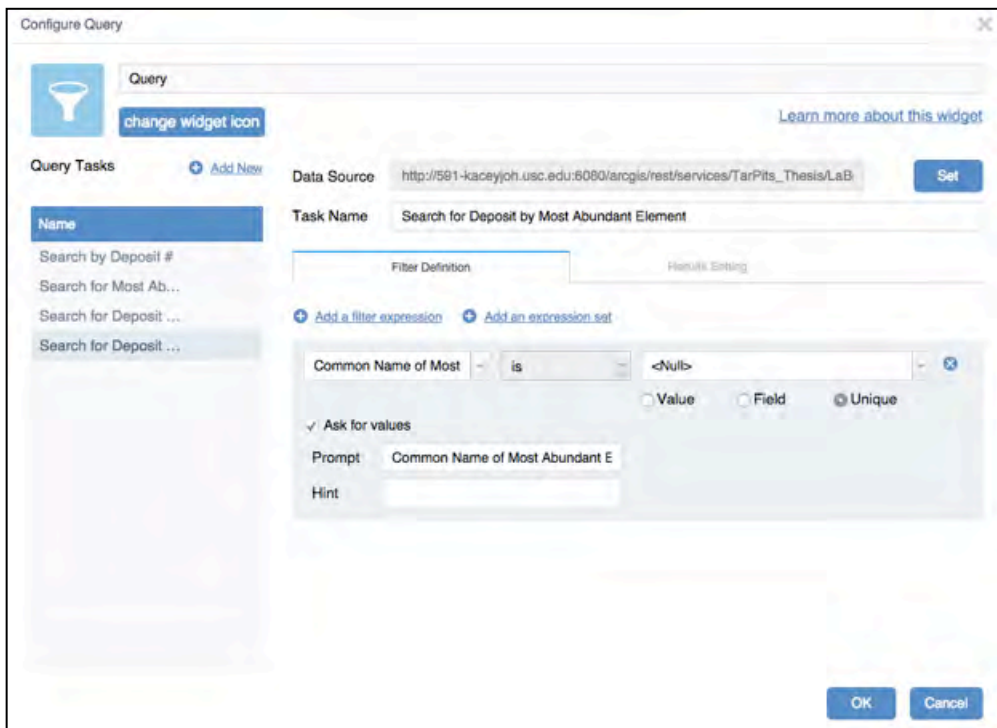 Configure Query
Query
change widget icon
Learn more about this widget
Query Tasks
Add New
Data Source
http://591-kaceyjoh.usc.edu:6080/arcgis/rest/services/TarPits_Thesis/LaB
Set
Task Name
Search for Deposit by Most Abundant Element
Name
Search by Deposit #
Search for Most Ab...
Search for Deposit ...
Search for Deposit ...
Filter Definition
Results Setting
Add a filter expression
Add an expression set
Common Name of Most
is
<Null>
Value
Field
Unique
Ask for values
Prompt
Common Name of Most Abundant E
Hint
OK
Cancel